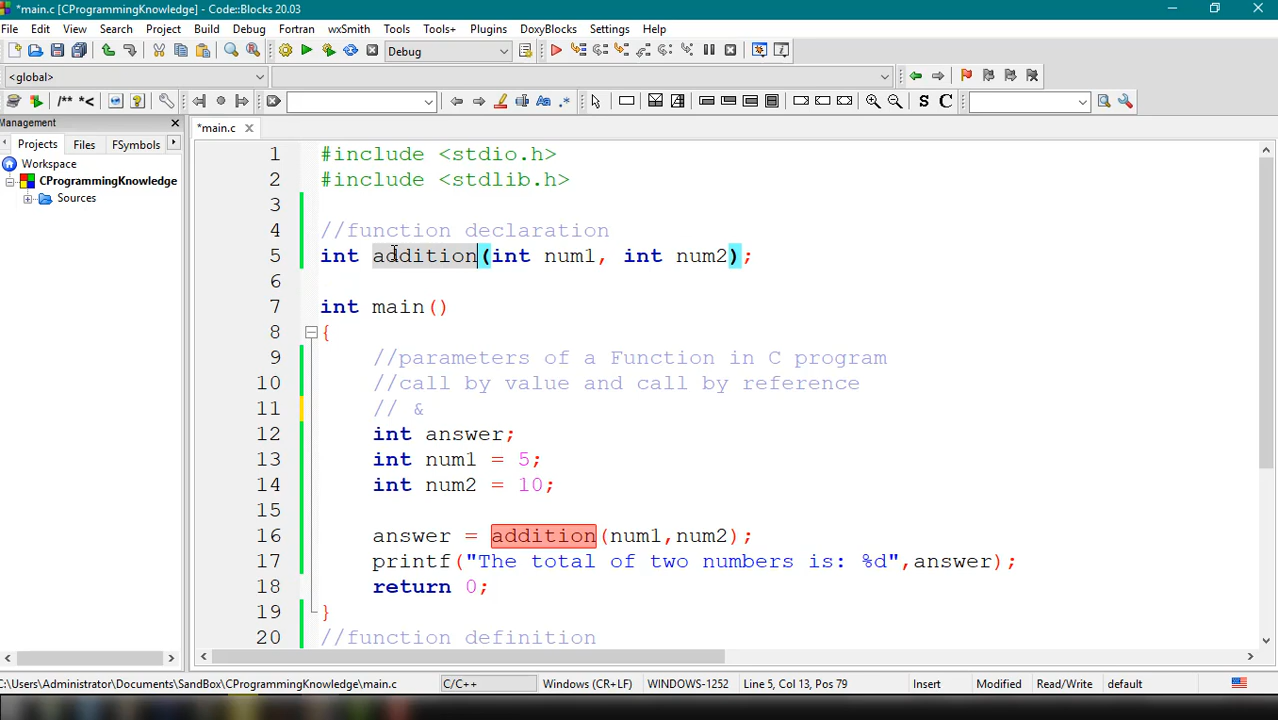 *main.c [CProgrammingKnowledge] - Code::Blocks 20.03
File Edit View Search Project Build Debug Fortran wxSmith Tools Tools+ Plugins DoxyBlocks Settings Help
Debug
<global>
/** *<
S C
Management
*main.c
Projects Files FSymbols
Workspace
CProgrammingKnowledge
Sources
1 #include <stdio.h>
2 #include <stdlib.h>
3
4 //function declaration
5 int addition(int num1, int num2);
6
7 int main()
8 {
9 //parameters of a Function in C program
10 //call by value and call by reference
11 // &
12 int answer;
13 int num1 = 5;
14 int num2 = 10;
15
16 answer = addition(num1,num2);
17 printf("The total of two numbers is: %d",answer);
18 return 0;
19 }
20 //function definition
C:\Users\Administrator\Documents\SandBox\CProgrammingKnowledge\main.c C/C++ Windows (CR+LF) WINDOWS-1252 Line 5, Col 13, Pos 79 Insert Modified Read/Write default